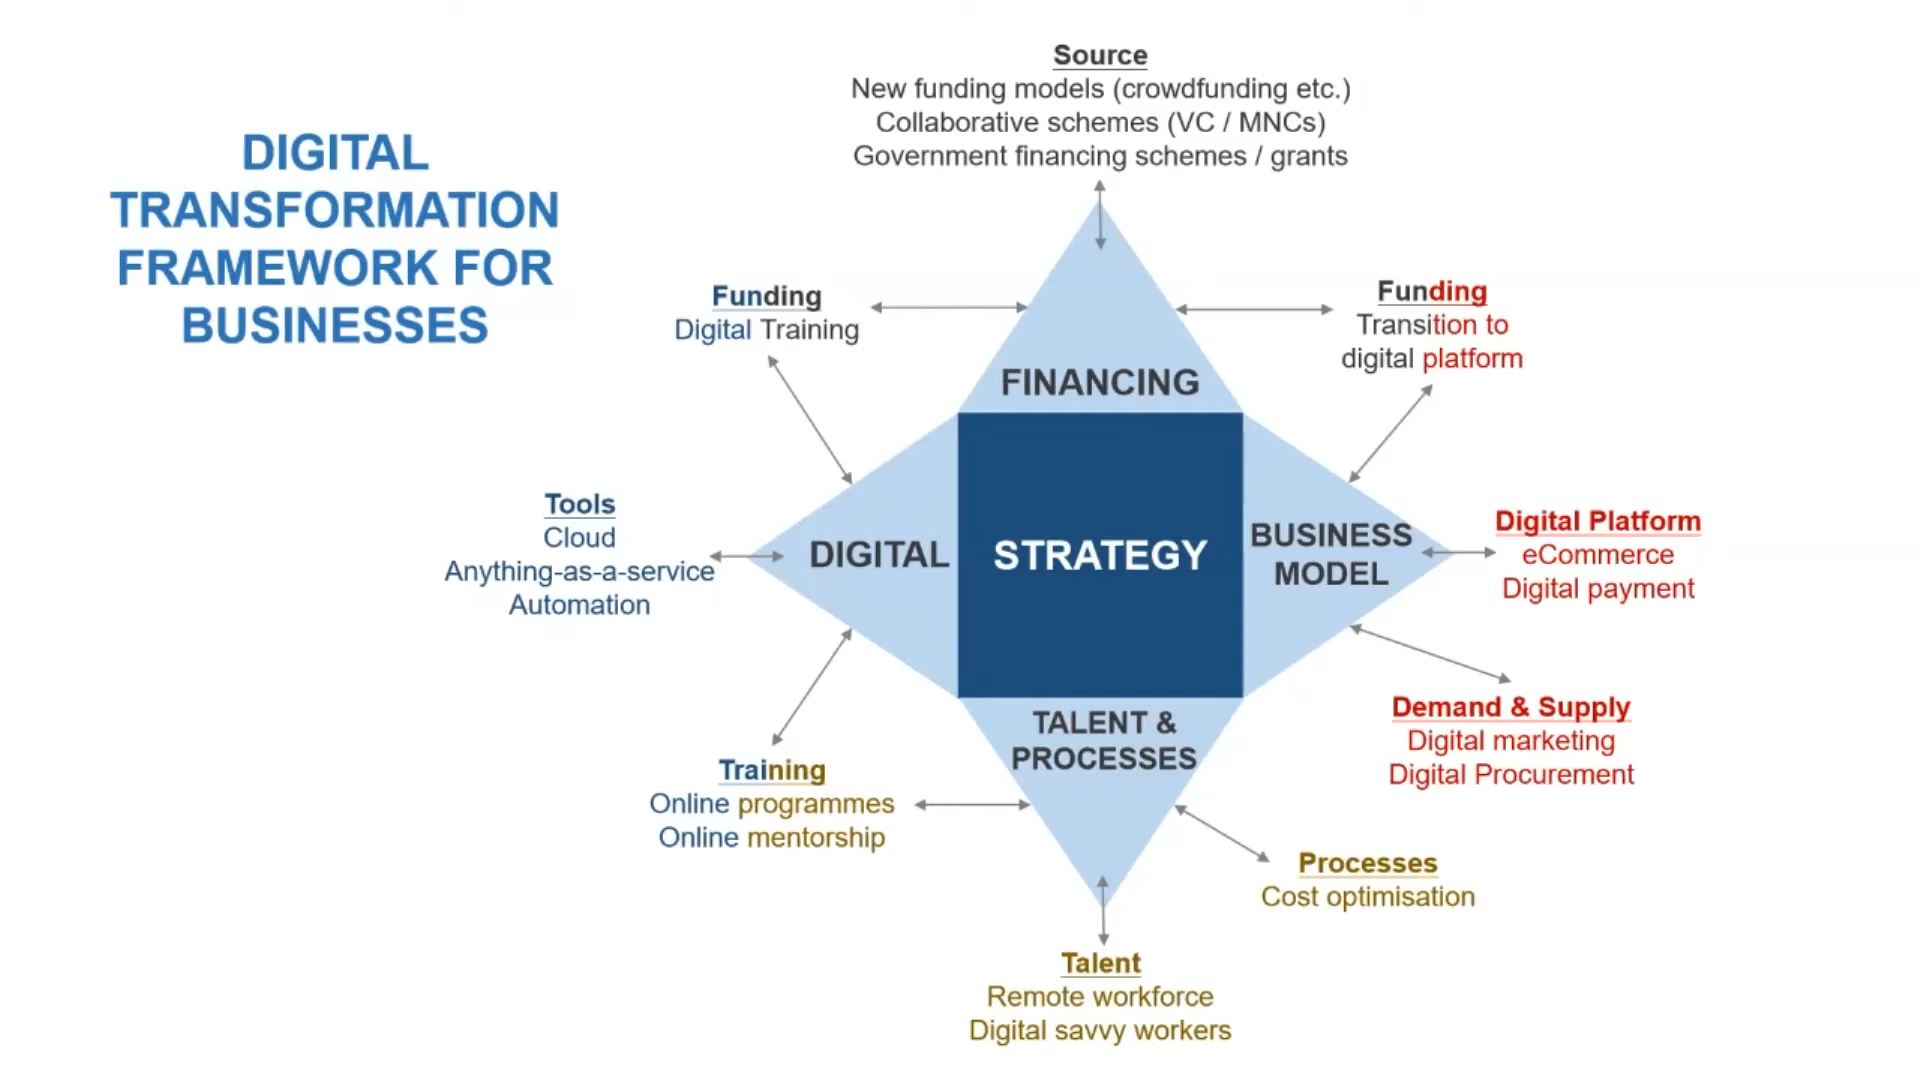 DIGITAL
TRANSFORMATION
FRAMEWORK FOR
BUSINESSES
Source
New funding models (crowdfunding etc.)
Collaborative schemes (VC / MNCs)
Government financing schemes / grants
Funding
Digital Training
Funding
Transition to
digital platform
FINANCING
Tools
Cloud
Anything-as-a-service
Automation
DIGITAL
STRATEGY
BUSINESS
MODEL
Digital Platform
eCommerce
Digital payment
TALENT &
PROCESSES
Demand & Supply
Digital marketing
Digital Procurement
Training
Online programmes
Online mentorship
Processes
Cost optimisation
Talent
Remote workforce
Digital savvy workers